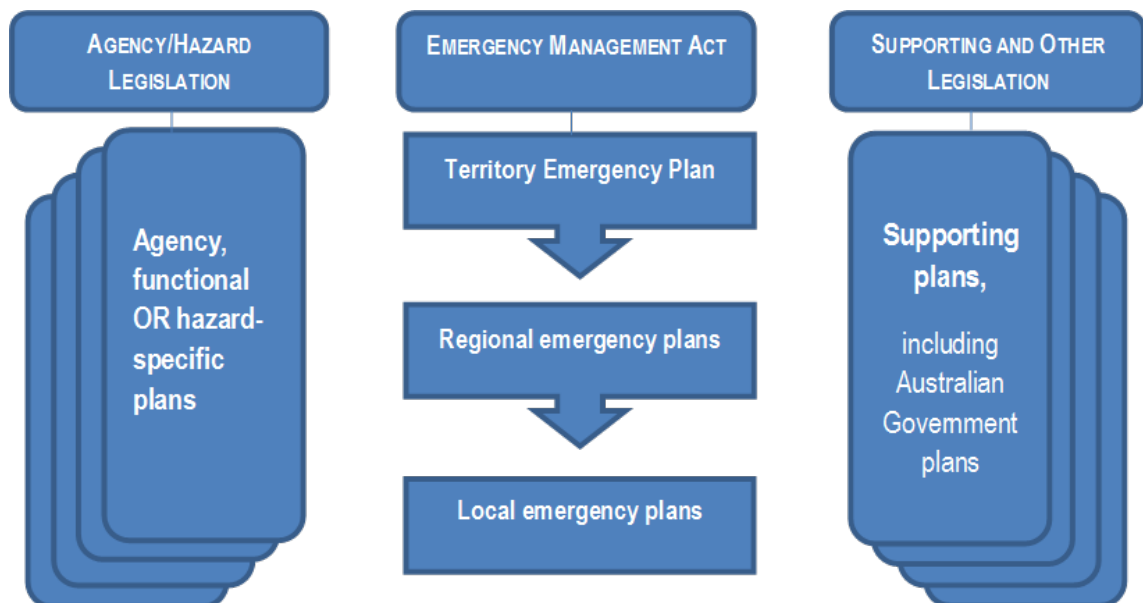 AGENCY/HAZARD
LEGISLATION
Agency,
functional
OR hazard-
specific
plans
EMERGENCY MANAGEMENT ACT
Territory Emergency Plan
Regional emergency plans
Local emergency plans
SUPPORTING AND OTHER
LEGISLATION
Supporting
plans,
including
Australian
Government
plans